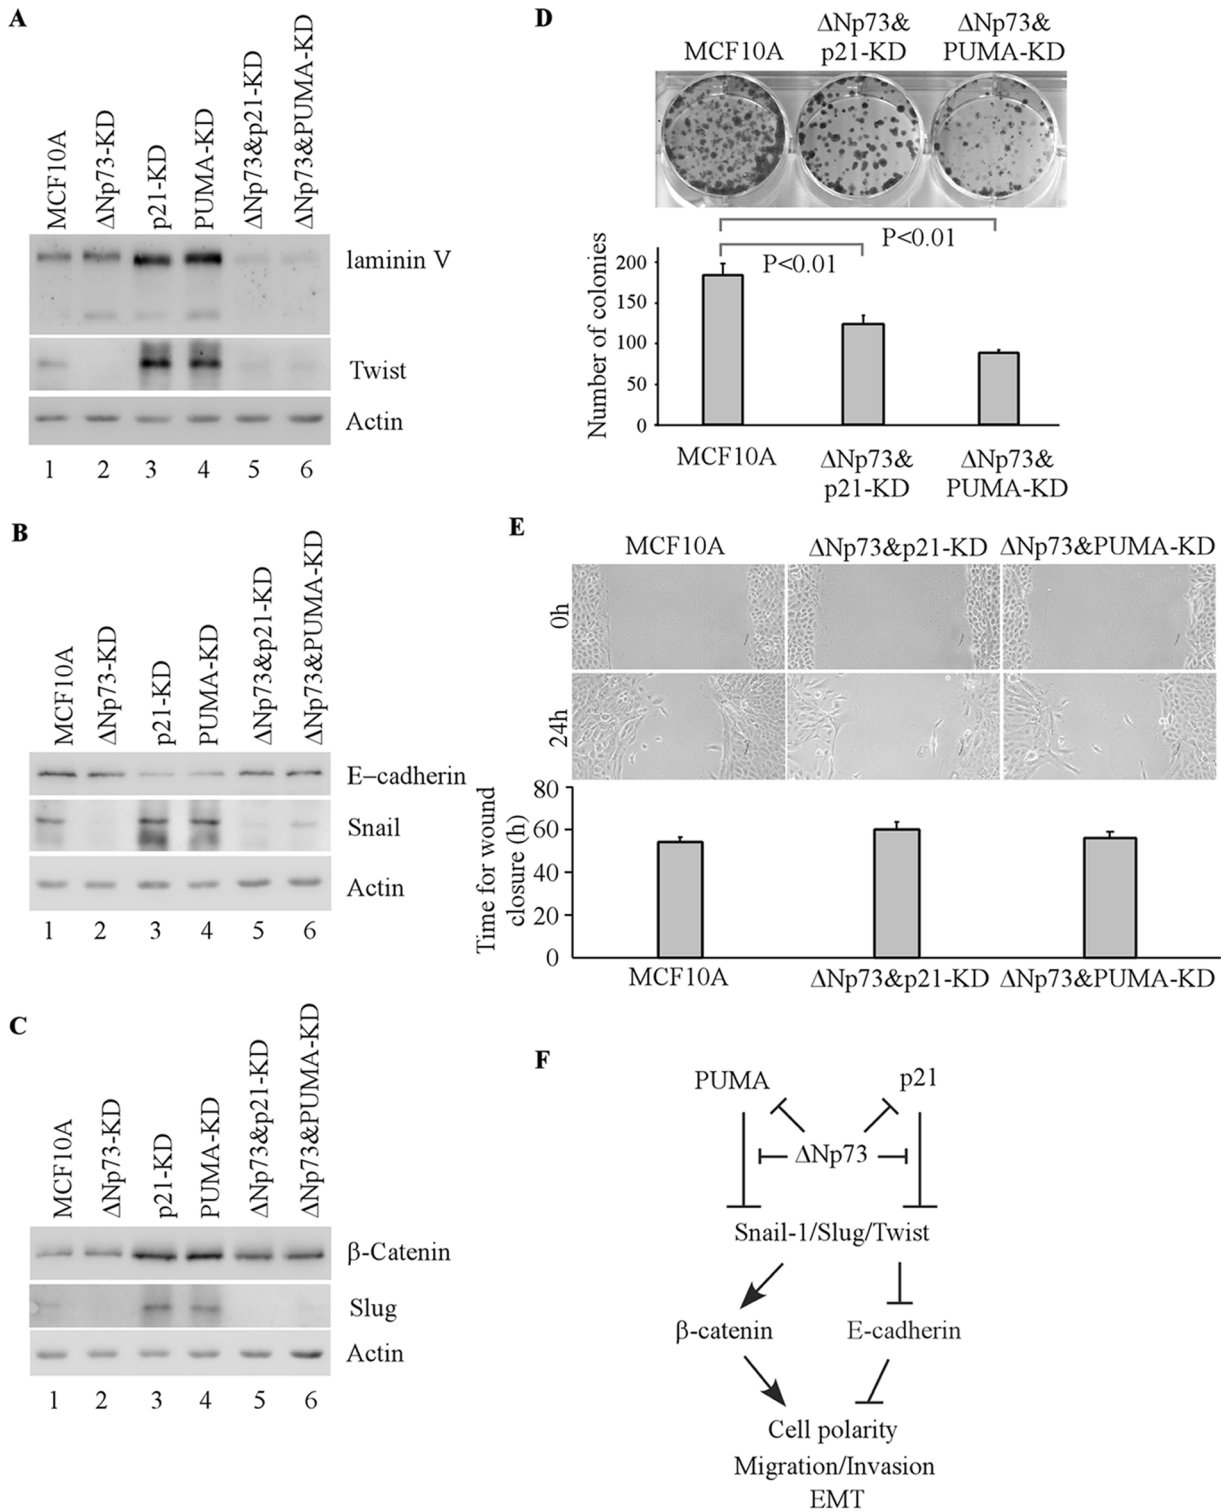 A
MCF10A
ΔNp73-KD
p21-KD
PUMA-KD
ΔNp73&p21-KD
ΔNp73&PUMA-KD
laminin V
Twist
Actin
1 2 3 4 5 6
B
MCF10A
ΔNp73-KD
p21-KD
PUMA-KD
ΔNp73&p21-KD
ΔNp73&PUMA-KD
E–cadherin
Snail
Actin
1 2 3 4 5 6
C
MCF10A
ΔNp73-KD
p21-KD
PUMA-KD
ΔNp73&p21-KD
ΔNp73&PUMA-KD
β-Catenin
Slug
Actin
1 2 3 4 5 6
D
MCF10A
ΔNp73&
p21-KD
ΔNp73&
PUMA-KD
P<0.01
P<0.01
Number of colonies
200
150
100
50
0
MCF10A
ΔNp73&
p21-KD
ΔNp73&
PUMA-KD
E
MCF10A
ΔNp73&p21-KD
ΔNp73&PUMA-KD
0h
24h
Time for wound
closure (h)
80
60
40
20
0
MCF10A
ΔNp73&p21-KD
ΔNp73&PUMA-KD
F
PUMA
p21
ΔNp73
Snail-1/Slug/Twist
β-catenin
E-cadherin
Cell polarity
Migration/Invasion
EMT